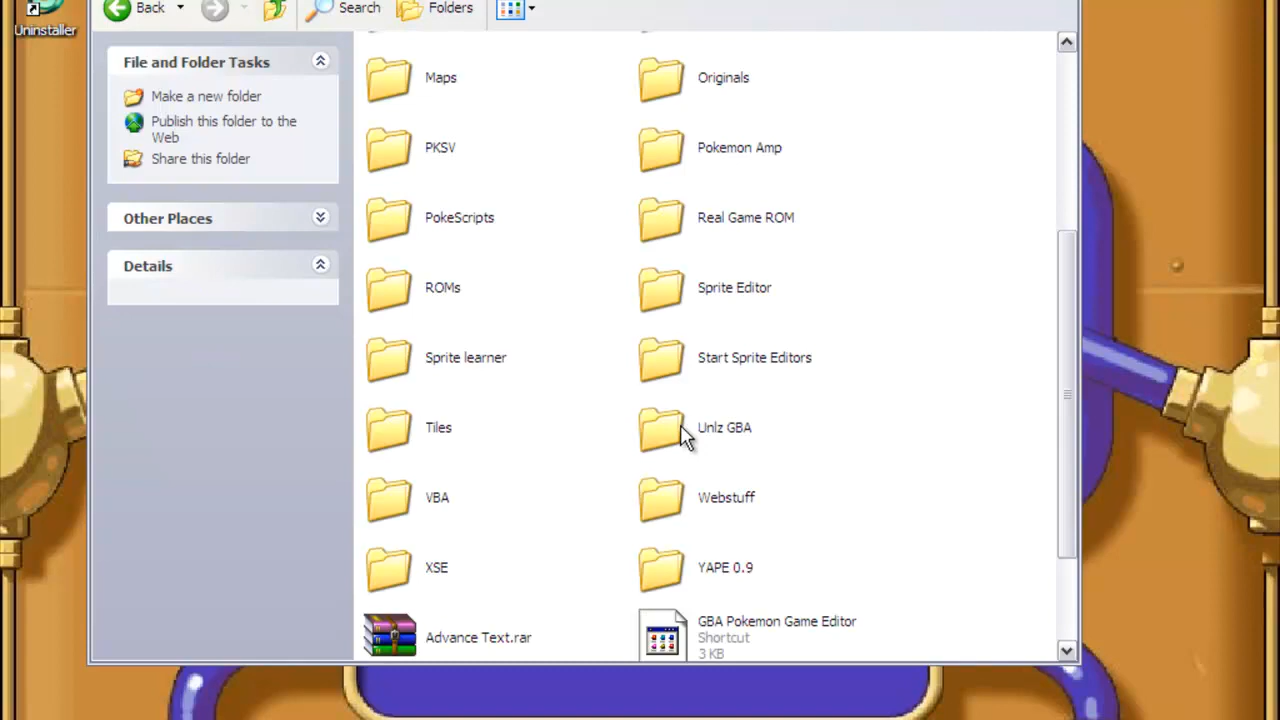 Uninstaller
Back
Search
Folders
File and Folder Tasks
Make a new folder
Publish this folder to the
Web
Share this folder
Other Places
Details
Maps
Originals
PKSV
Pokemon Amp
PokeScripts
Real Game ROM
ROMs
Sprite Editor
Sprite learner
Start Sprite Editors
Tiles
Unlz GBA
VBA
Webstuff
XSE
YAPE 0.9
Advance Text.rar
GBA Pokemon Game Editor
Shortcut
3 KB